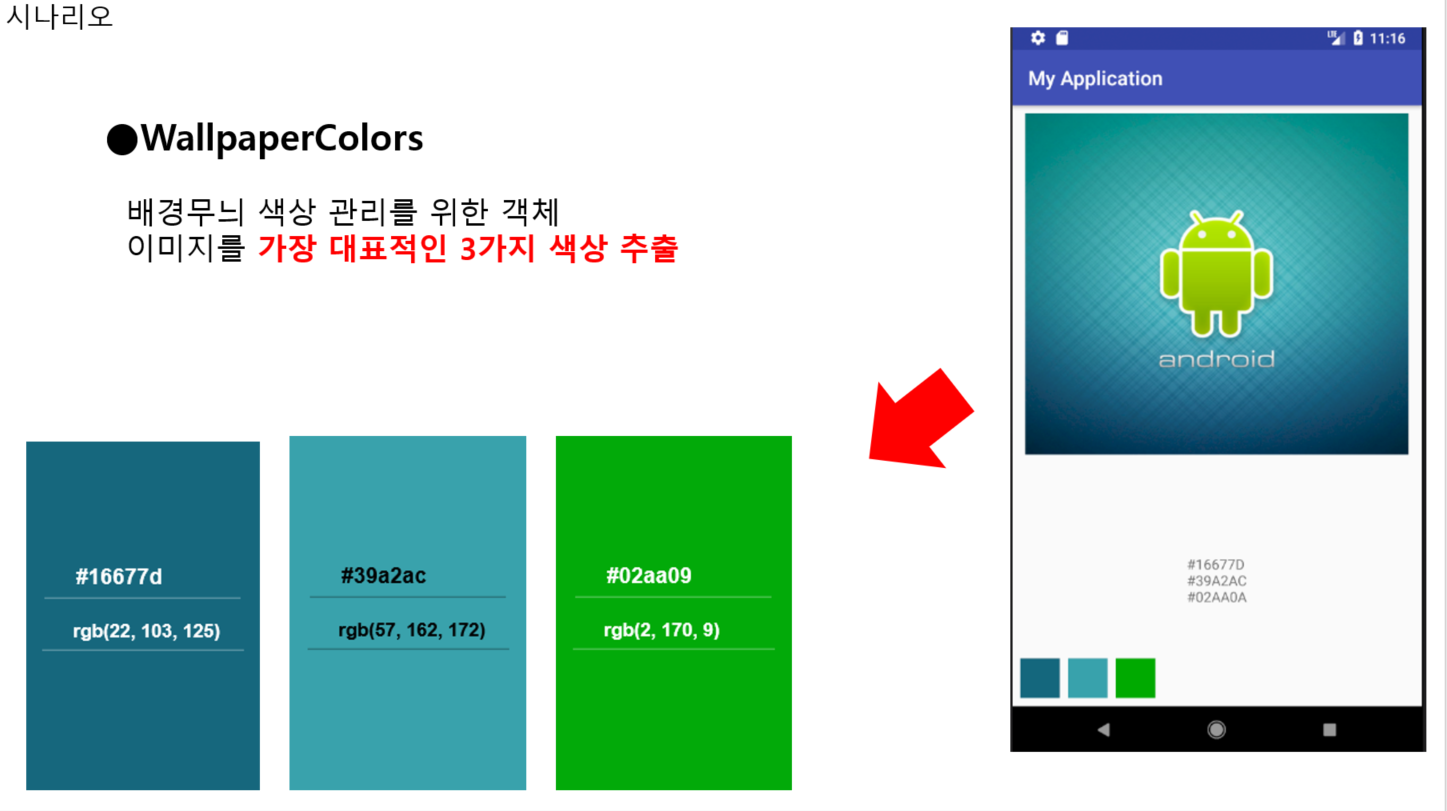 시나리오
●WallpaperColors
배경무늬 색상 관리를 위한 객체
이미지를 가장 대표적인 3가지 색상 추출
#16677d
rgb(22, 103, 125)
#39a2ac
rgb(57, 162, 172)
#02aa09
rgb(2, 170, 9)
LTE 11:16
My Application
android
#16677D
#39A2AC
#02AA0A